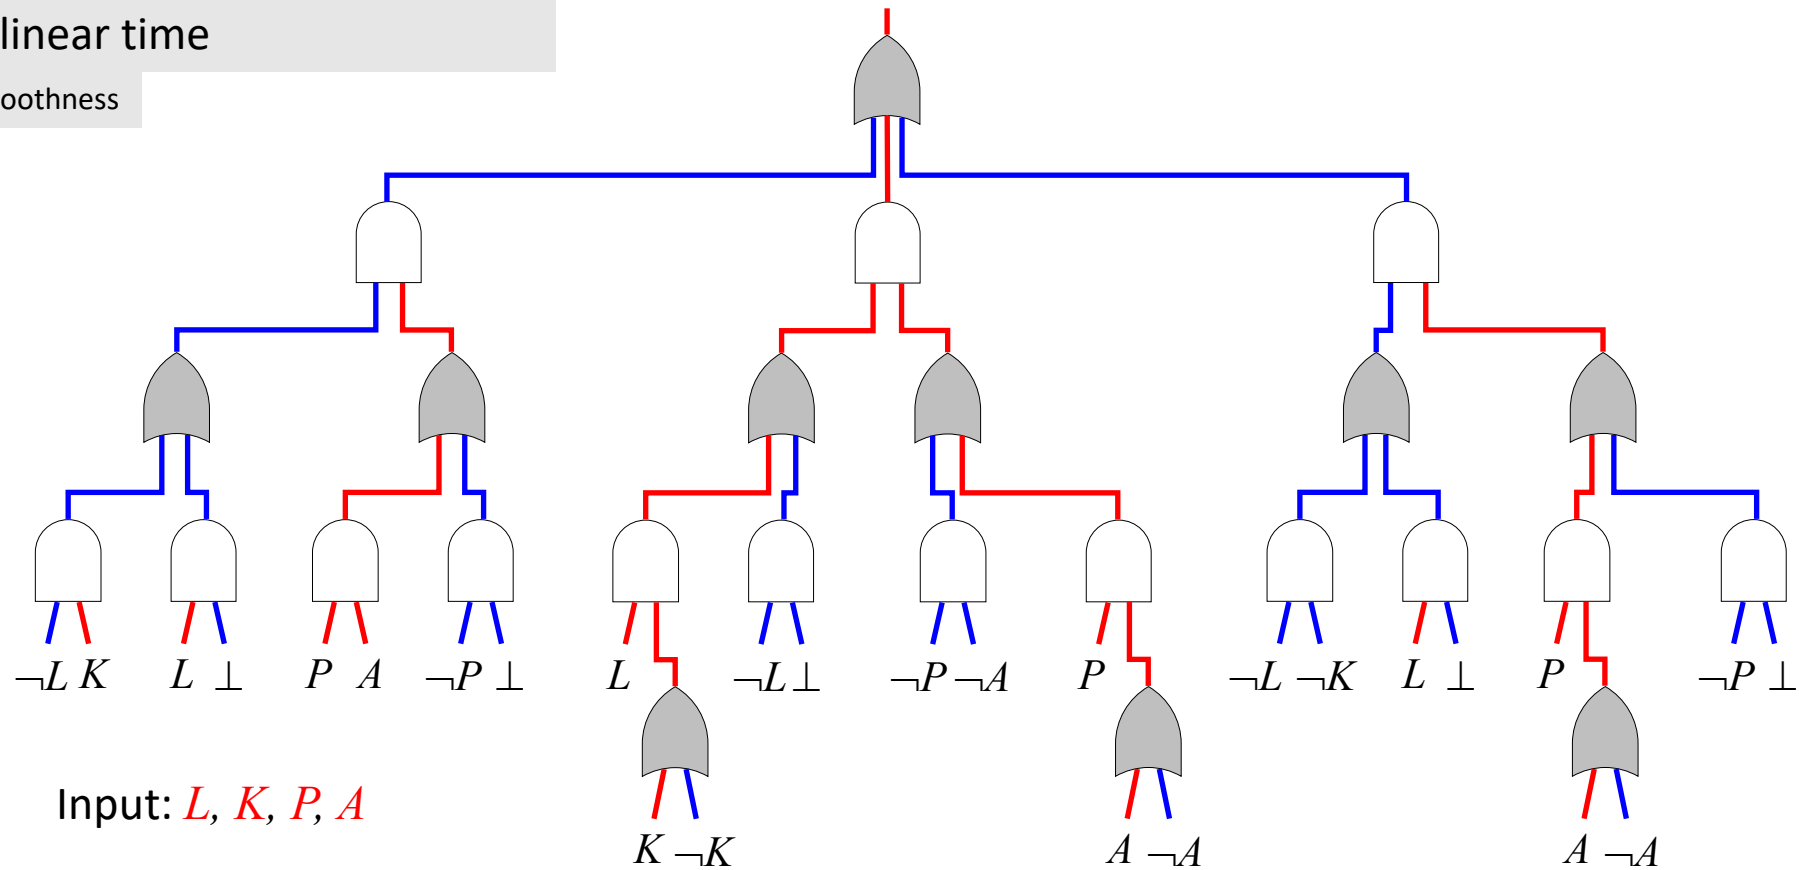 linear time
oothness
¬L K L ⊥ P A ¬P ⊥ L ¬L ⊥ ¬P ¬A P ¬L ¬K L ⊥ P ¬P ⊥
Input: L, K, P, A
K ¬K A ¬A A ¬A